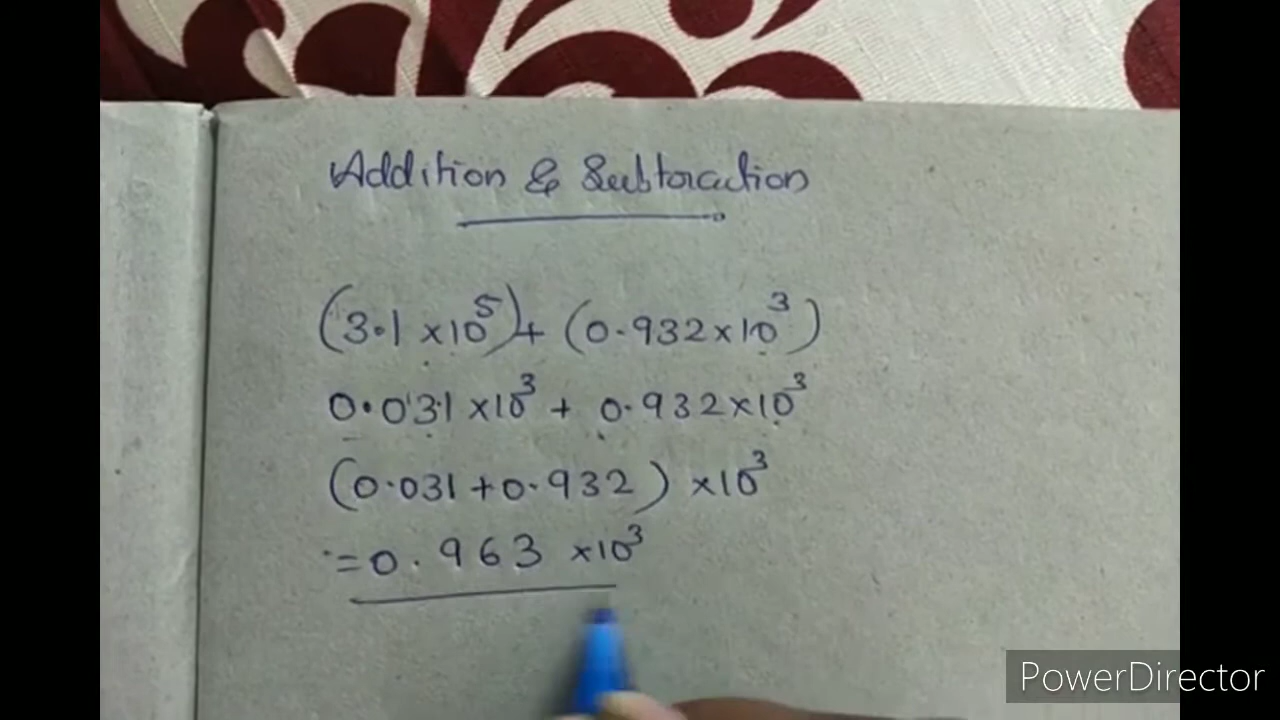 Addition & Subtraction
(3.1 ×10⁵)+ (0.932×10³)
0.031 ×10³ + 0.932×10³
(0.031+0.932) ×10³
=0.963 ×10³
PowerDirector